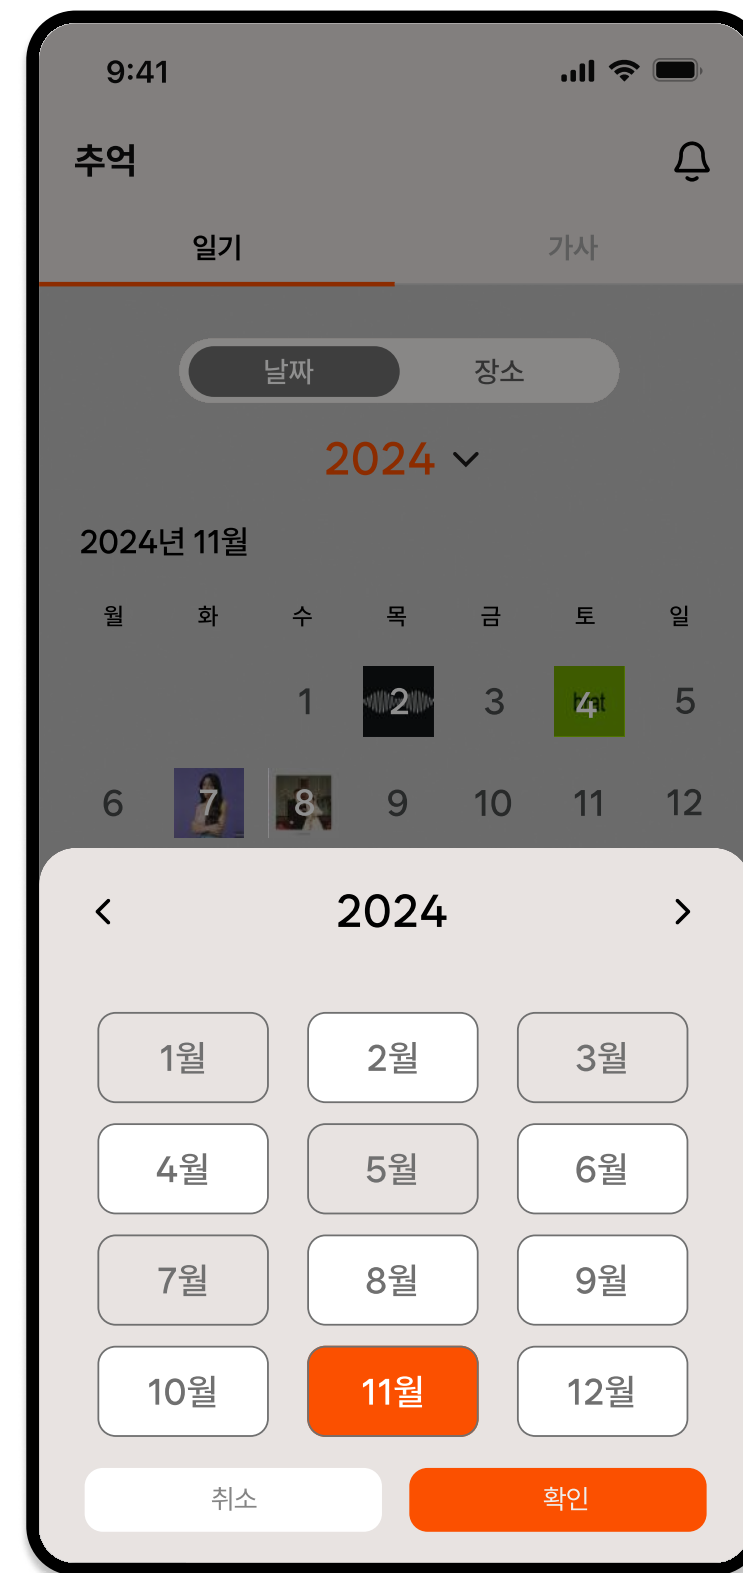 9:41
추억
일기 가사
날짜 장소
2024
2024년 11월
월 화 수 목 금 토 일
1 2 3 4 5
6 7 8 9 10 11 12
2024
1월 2월 3월
4월 5월 6월
7월 8월 9월
10월 11월 12월
취소 확인